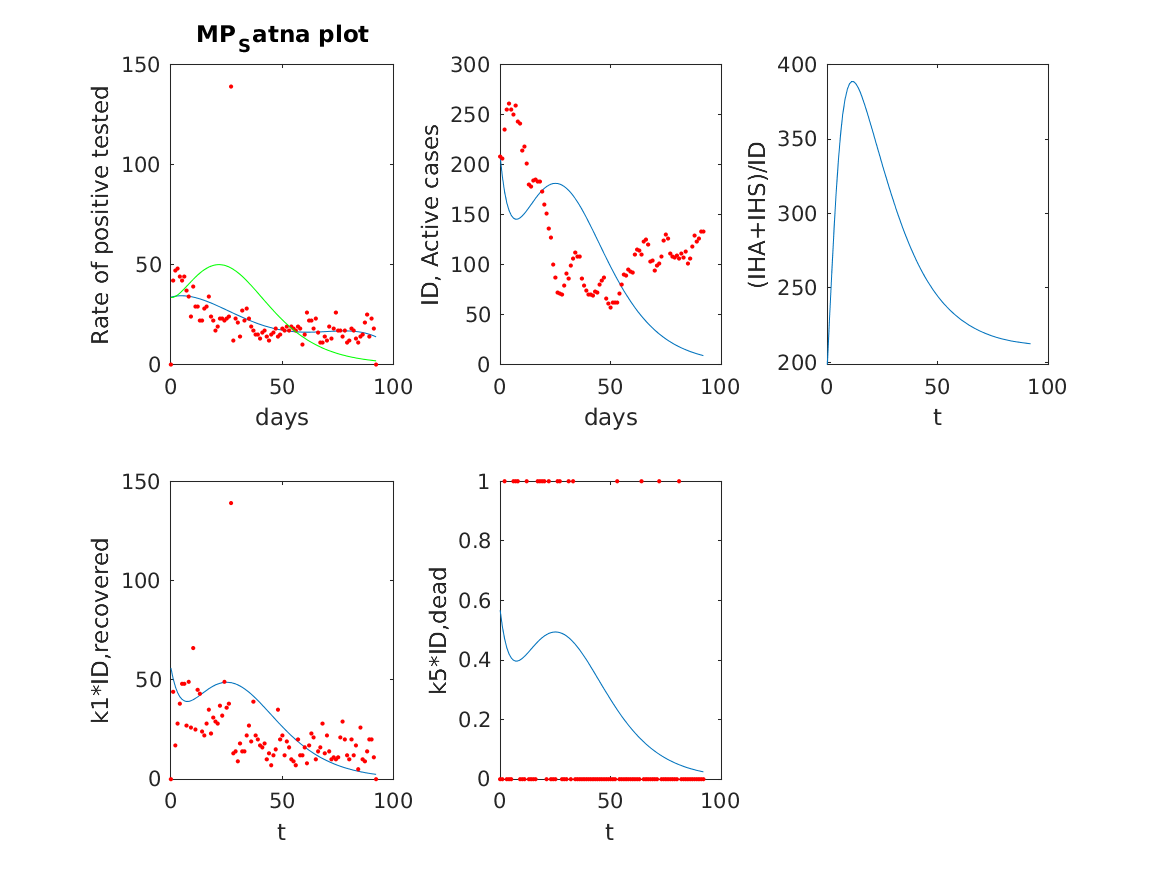 MP_Satna plot
150
100
50
0
Rate of positive tested
0 50 100
days
300
250
200
150
100
50
0
ID, Active cases
0 50 100
days
400
350
300
250
200
(IHA+IHS)/ID
0 50 100
t
150
100
50
0
k1*ID,recovered
0 50 100
t
1
0.8
0.6
0.4
0.2
0
k5*ID,dead
0 50 100
t